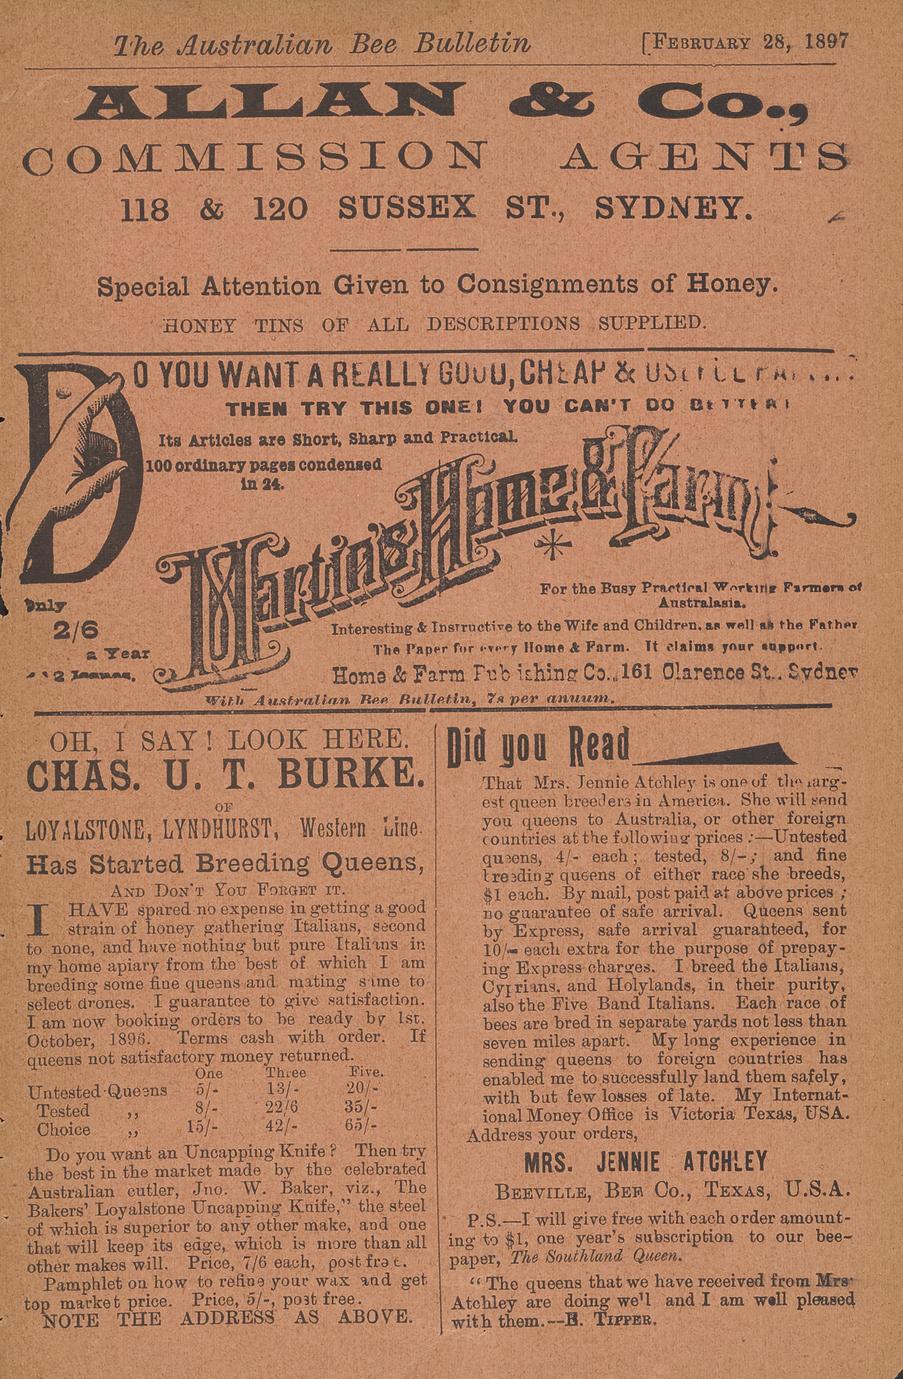 The Australian Bee Bulletin [FEBRUARY 28, 1897
ALLAN & Co.,
COMMISSION AGENTS
118 & 120 SUSSEX ST., SYDNEY.
Special Attention Given to Consignments of Honey.
HONEY TINS OF ALL DESCRIPTIONS SUPPLIED.
DO YOU WANT A REALLY GOOD, CHEAP & USEFUL
THEN TRY THIS ONE! YOU CAN'T DO BETTER!
Its Articles are Short, Sharp and Practical.
100 ordinary pages condensed
in 24.
Martin's Home & Farm
For the Busy Practical Working Farmers of
Australasia.
Only
2/6
a Year
Interesting & Instructive to the Wife and Children, as well as the Father
The Paper for every Home & Farm. It claims your support.
Home & Farm Publishing Co., 161 Clarence St., Sydney
With Australian Bee Bulletin, 7s per annum.
OH, I SAY! LOOK HERE.
CHAS. U. T. BURKE.
OF
LOYALSTONE, LYNDHURST, Western Line.
Has Started Breeding Queens,
AND DON'T YOU FORGET IT.
I HAVE spared no expense in getting a good
strain of honey gathering Italians, second
to none, and have nothing but pure Italians in
my home apiary from the best of which I am
breeding some fine queens and mating same to
select drones. I guarantee to give satisfaction.
I am now booking orders to be ready by 1st.
October, 1896. Terms cash with order. If
queens not satisfactory money returned.
One Three Five.
Untested Queens 5/- 13/- 20/-
Tested ,, 8/- 22/6 35/-
Choice ,, 15/- 42/- 65/-
Do you want an Uncapping Knife? Then try
the best in the market made by the celebrated
Australian cutler, Jno. W. Baker, viz., The
Bakers' Loyalstone Uncapping Knife," the steel
of which is superior to any other make, and one
that will keep its edge, which is more than all
other makes will. Price, 7/6 each, post free.
Pamphlet on how to refine your wax and get
top market price. Price, 5/-, post free.
NOTE THE ADDRESS AS ABOVE.
Did you Read
That Mrs. Jennie Atchley is one of the larg-
est queen breeders in America. She will send
you queens to Australia, or other foreign
countries at the following prices:—Untested
queens, 4/- each; tested, 8/-; and fine
breeding queens of either race she breeds,
$1 each. By mail, post paid at above prices;
no guarantee of safe arrival. Queens sent
by Express, safe arrival guaranteed, for
10/- each extra for the purpose of prepay-
ing Express charges. I breed the Italians,
Cyprians, and Holylands, in their purity,
also the Five Band Italians. Each race of
bees are bred in separate yards not less than
seven miles apart. My long experience in
sending queens to foreign countries has
enabled me to successfully land them safely,
with but few losses of late. My Internat-
ional Money Office is Victoria Texas, USA.
Address your orders,
MRS. JENNIE ATCHLEY
BEEVILLE, BEE Co., TEXAS, U.S.A.
P.S.—I will give free with each order amount-
ing to $1, one year's subscription to our bee-
paper, The Southland Queen.
"The queens that we have received from Mrs.
Atchley are doing well and I am well pleased
with them.—E. TIPPER.